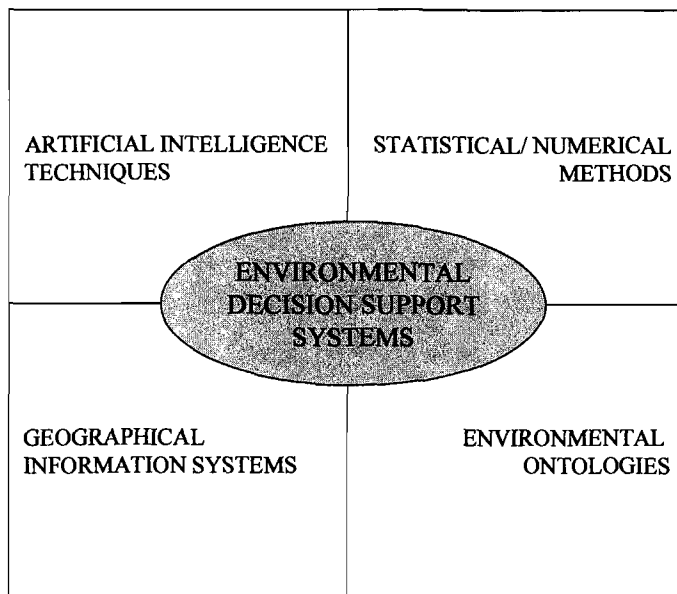 ARTIFICIAL INTELLIGENCE
TECHNIQUES
STATISTICAL/ NUMERICAL
METHODS
ENVIRONMENTAL
DECISION SUPPORT
SYSTEMS
GEOGRAPHICAL
INFORMATION SYSTEMS
ENVIRONMENTAL
ONTOLOGIES